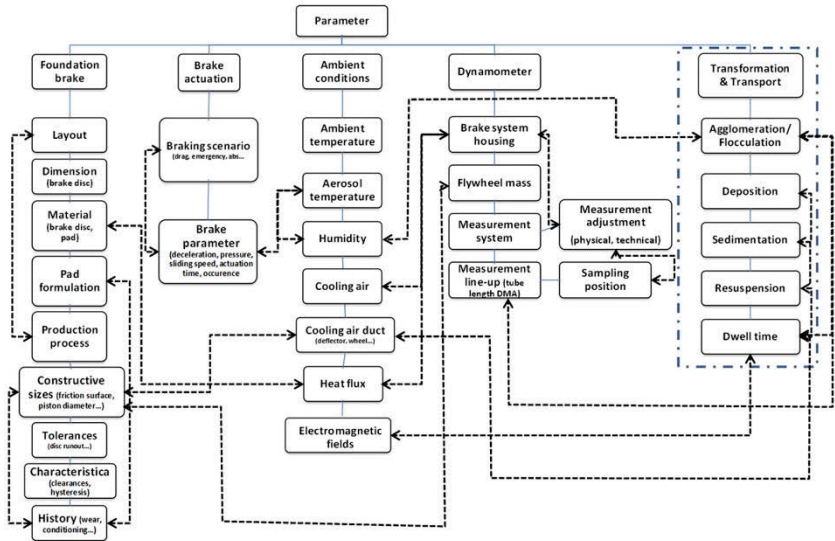 Parameter
Foundation
brake
Layout
Dimension
(brake disc)
Material
(brake disc,
pad)
Pad
formulation
Production
process
Constructive
sizes (friction surface,
piston diameter...)
Tolerances
(disc runout...)
Characteristica
(clearances,
hysteresis)
History (wear,
conditioning...)
Brake
actuation
Braking scenario
(drag, emergency, abs...
Brake
parameter
(deceleration, pressure,
sliding speed, actuation
time, occurence
Ambient
conditions
Ambient
temperature
Aerosol
temperature
Humidity
Cooling air
Cooling air duct
(deflector, wheel...)
Heat flux
Electromagnetic
fields
Dynamometer
Brake system
housing
Flywheel mass
Measurement
system
Measurement
line-up (tube
length DMA)
Measurement
adjustment
(physical, technical)
Sampling
position
Transformation
& Transport
Agglomeration/
Flocculation
Deposition
Sedimentation
Resuspension
Dwell time